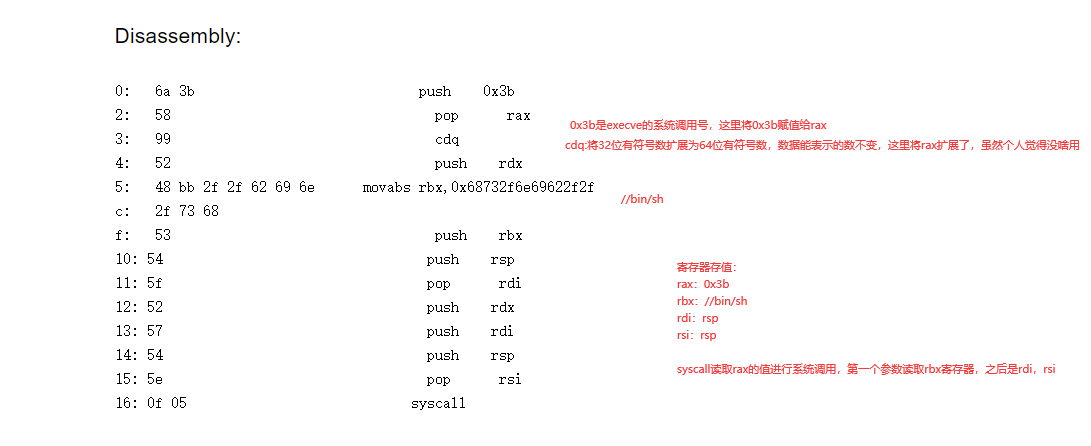 Disassembly:
0: 6a 3b push 0x3b
2: 58 pop rax
0x3b是execve的系统调用号，这里将0x3b赋值给rax
3: 99 cdq
cdq:将32位有符号数扩展为64位有符号数，数据能表示的数不变，这里将rax扩展了，虽然个人觉得没啥用
4: 52 push rdx
5: 48 bb 2f 2f 62 69 6e movabs rbx,0x68732f6e69622f2f
//bin/sh
c: 2f 73 68
f: 53 push rbx
10: 54 push rsp
寄存器存值：
11: 5f pop rdi
rax：0x3b
12: 52 push rdx
rbx：//bin/sh
13: 57 push rdi
rdi：rsp
14: 54 push rsp
rsi：rsp
15: 5e pop rsi
syscall读取rax的值进行系统调用，第一个参数读取rbx寄存器，之后是rdi，rsi
16: 0f 05 syscall